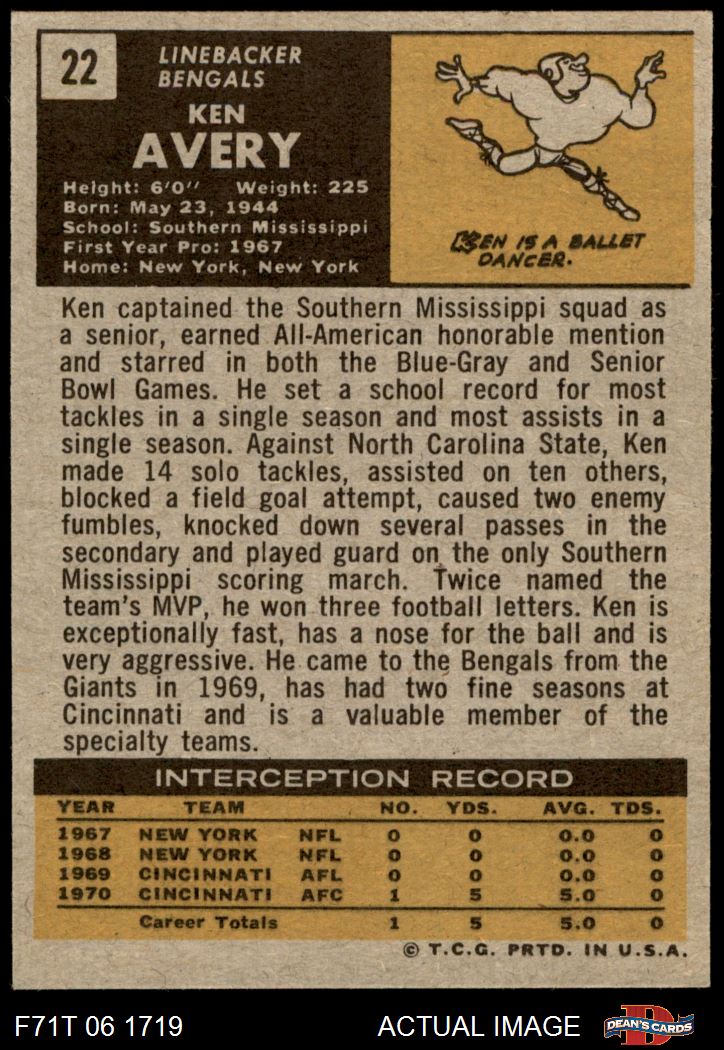 22
LINEBACKER
BENGALS
KEN
AVERY
Height: 6'0" Weight: 225
Born: May 23, 1944
School: Southern Mississippi
First Year Pro: 1967
Home: New York, New York
KEN IS A BALLET
DANCER.
Ken captained the Southern Mississippi squad as
a senior, earned All-American honorable mention
and starred in both the Blue-Gray and Senior
Bowl Games. He set a school record for most
tackles in a single season and most assists in a
single season. Against North Carolina State, Ken
made 14 solo tackles, assisted on ten others,
blocked a field goal attempt, caused two enemy
fumbles, knocked down several passes in the
secondary and played guard on the only Southern
Mississippi scoring march. Twice named the
team's MVP, he won three football letters. Ken is
exceptionally fast, has a nose for the ball and is
very aggressive. He came to the Bengals from the
Giants in 1969, has had two fine seasons at
Cincinnati and is a valuable member of the
specialty teams.
INTERCEPTION RECORD
YEAR TEAM NO. YDS. AVG. TDS.
1967 NEW YORK NFL 0 0 0.0 0
1968 NEW YORK NFL 0 0 0.0 0
1969 CINCINNATI AFL 0 0 0.0 0
1970 CINCINNATI AFC 1 5 5.0 0
Career Totals 1 5 5.0 0
© T.C.G. PRTD. IN U.S.A.
F71T 06 1719 ACTUAL IMAGE D DEAN'S CARDS